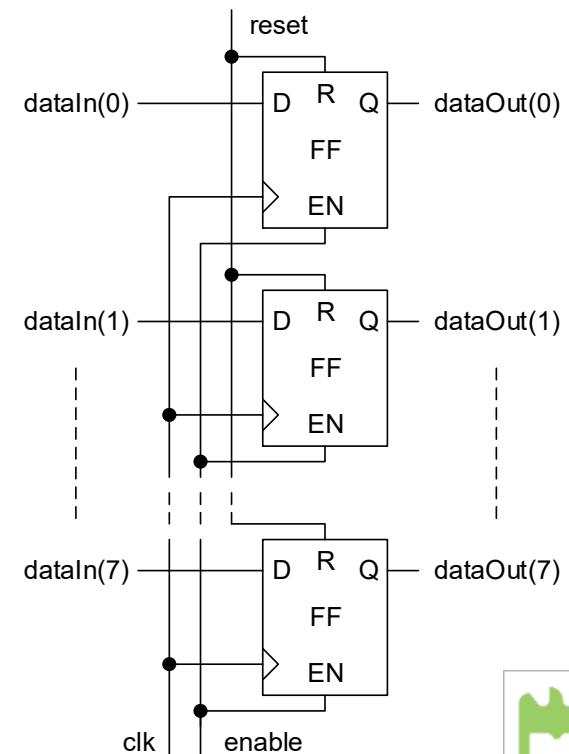 reset
dataIn(0) D R Q dataOut(0)
FF
EN
dataIn(1) D R Q dataOut(1)
FF
EN
dataIn(7) D R Q dataOut(7)
FF
EN
clk enable